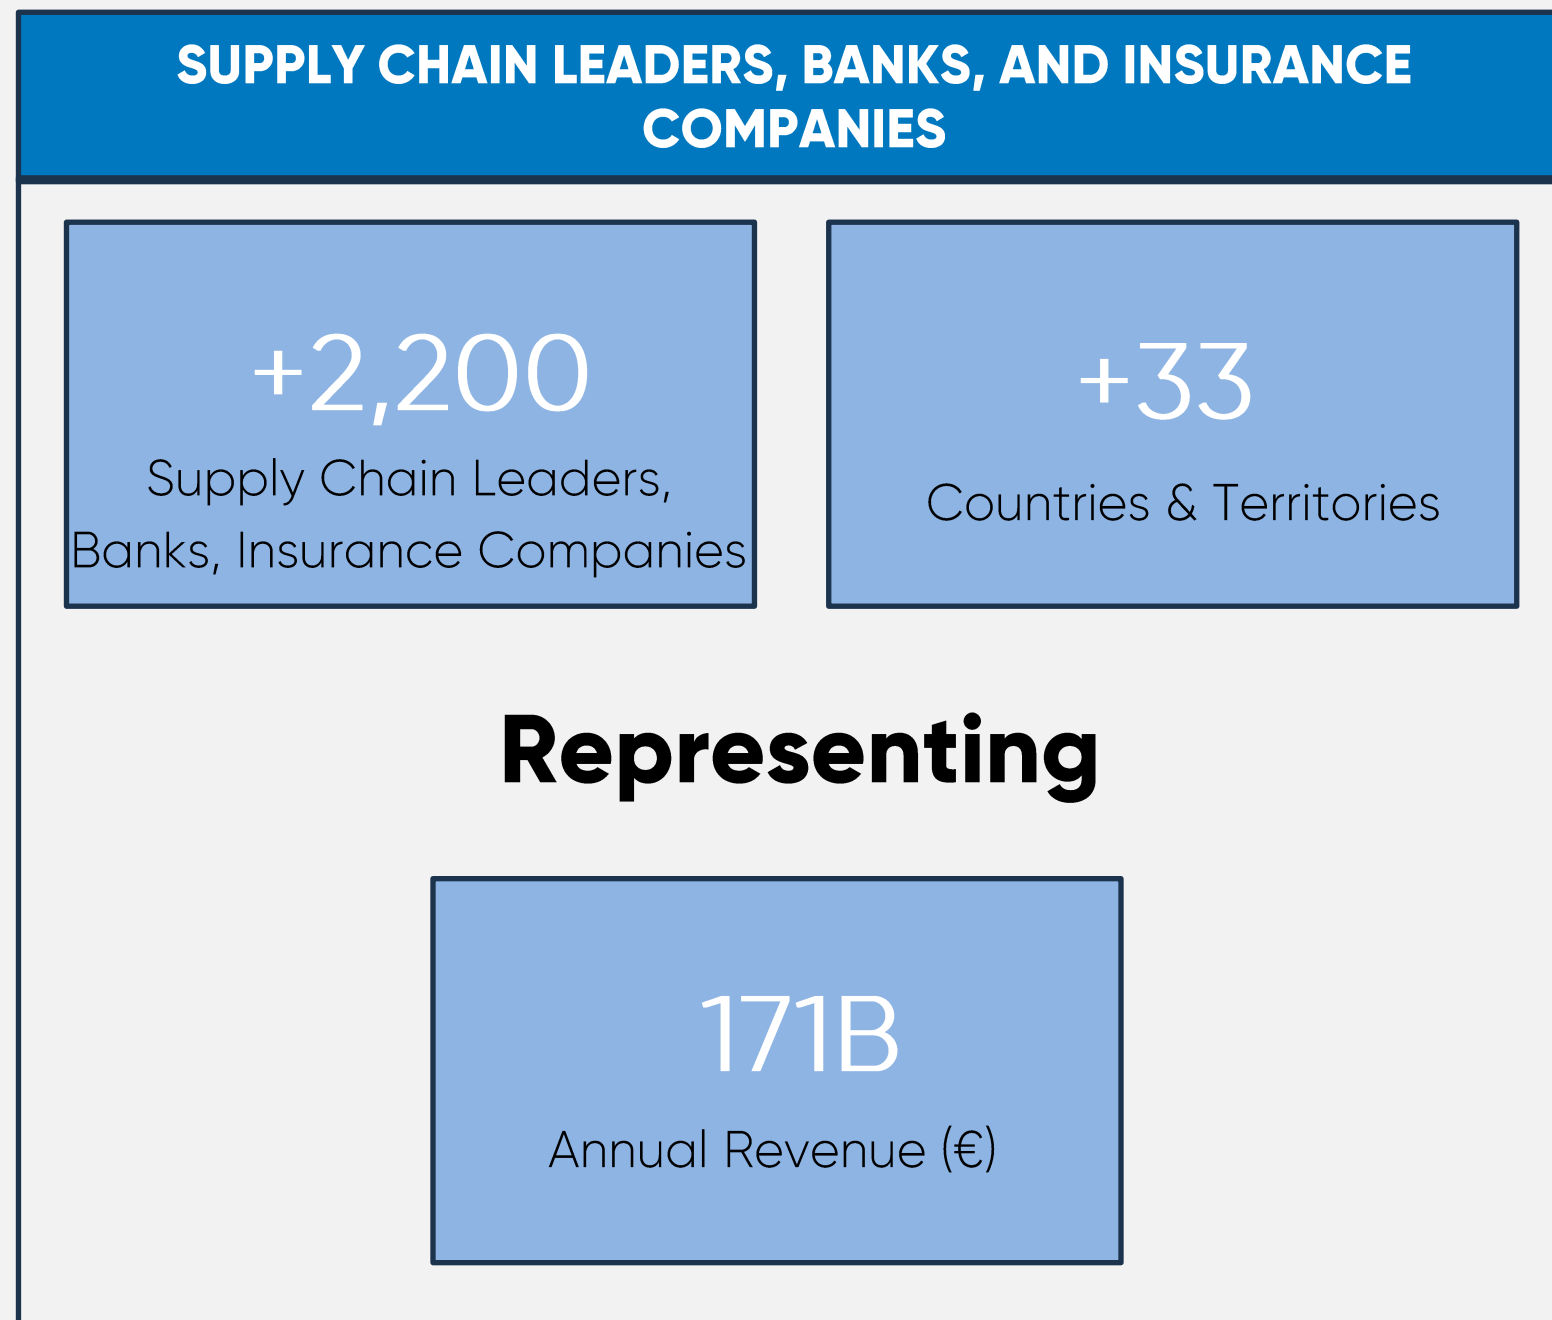 SUPPLY CHAIN LEADERS, BANKS, AND INSURANCE
COMPANIES
+2,200
Supply Chain Leaders,
Banks, Insurance Companies
+33
Countries & Territories
Representing
171B
Annual Revenue (€)